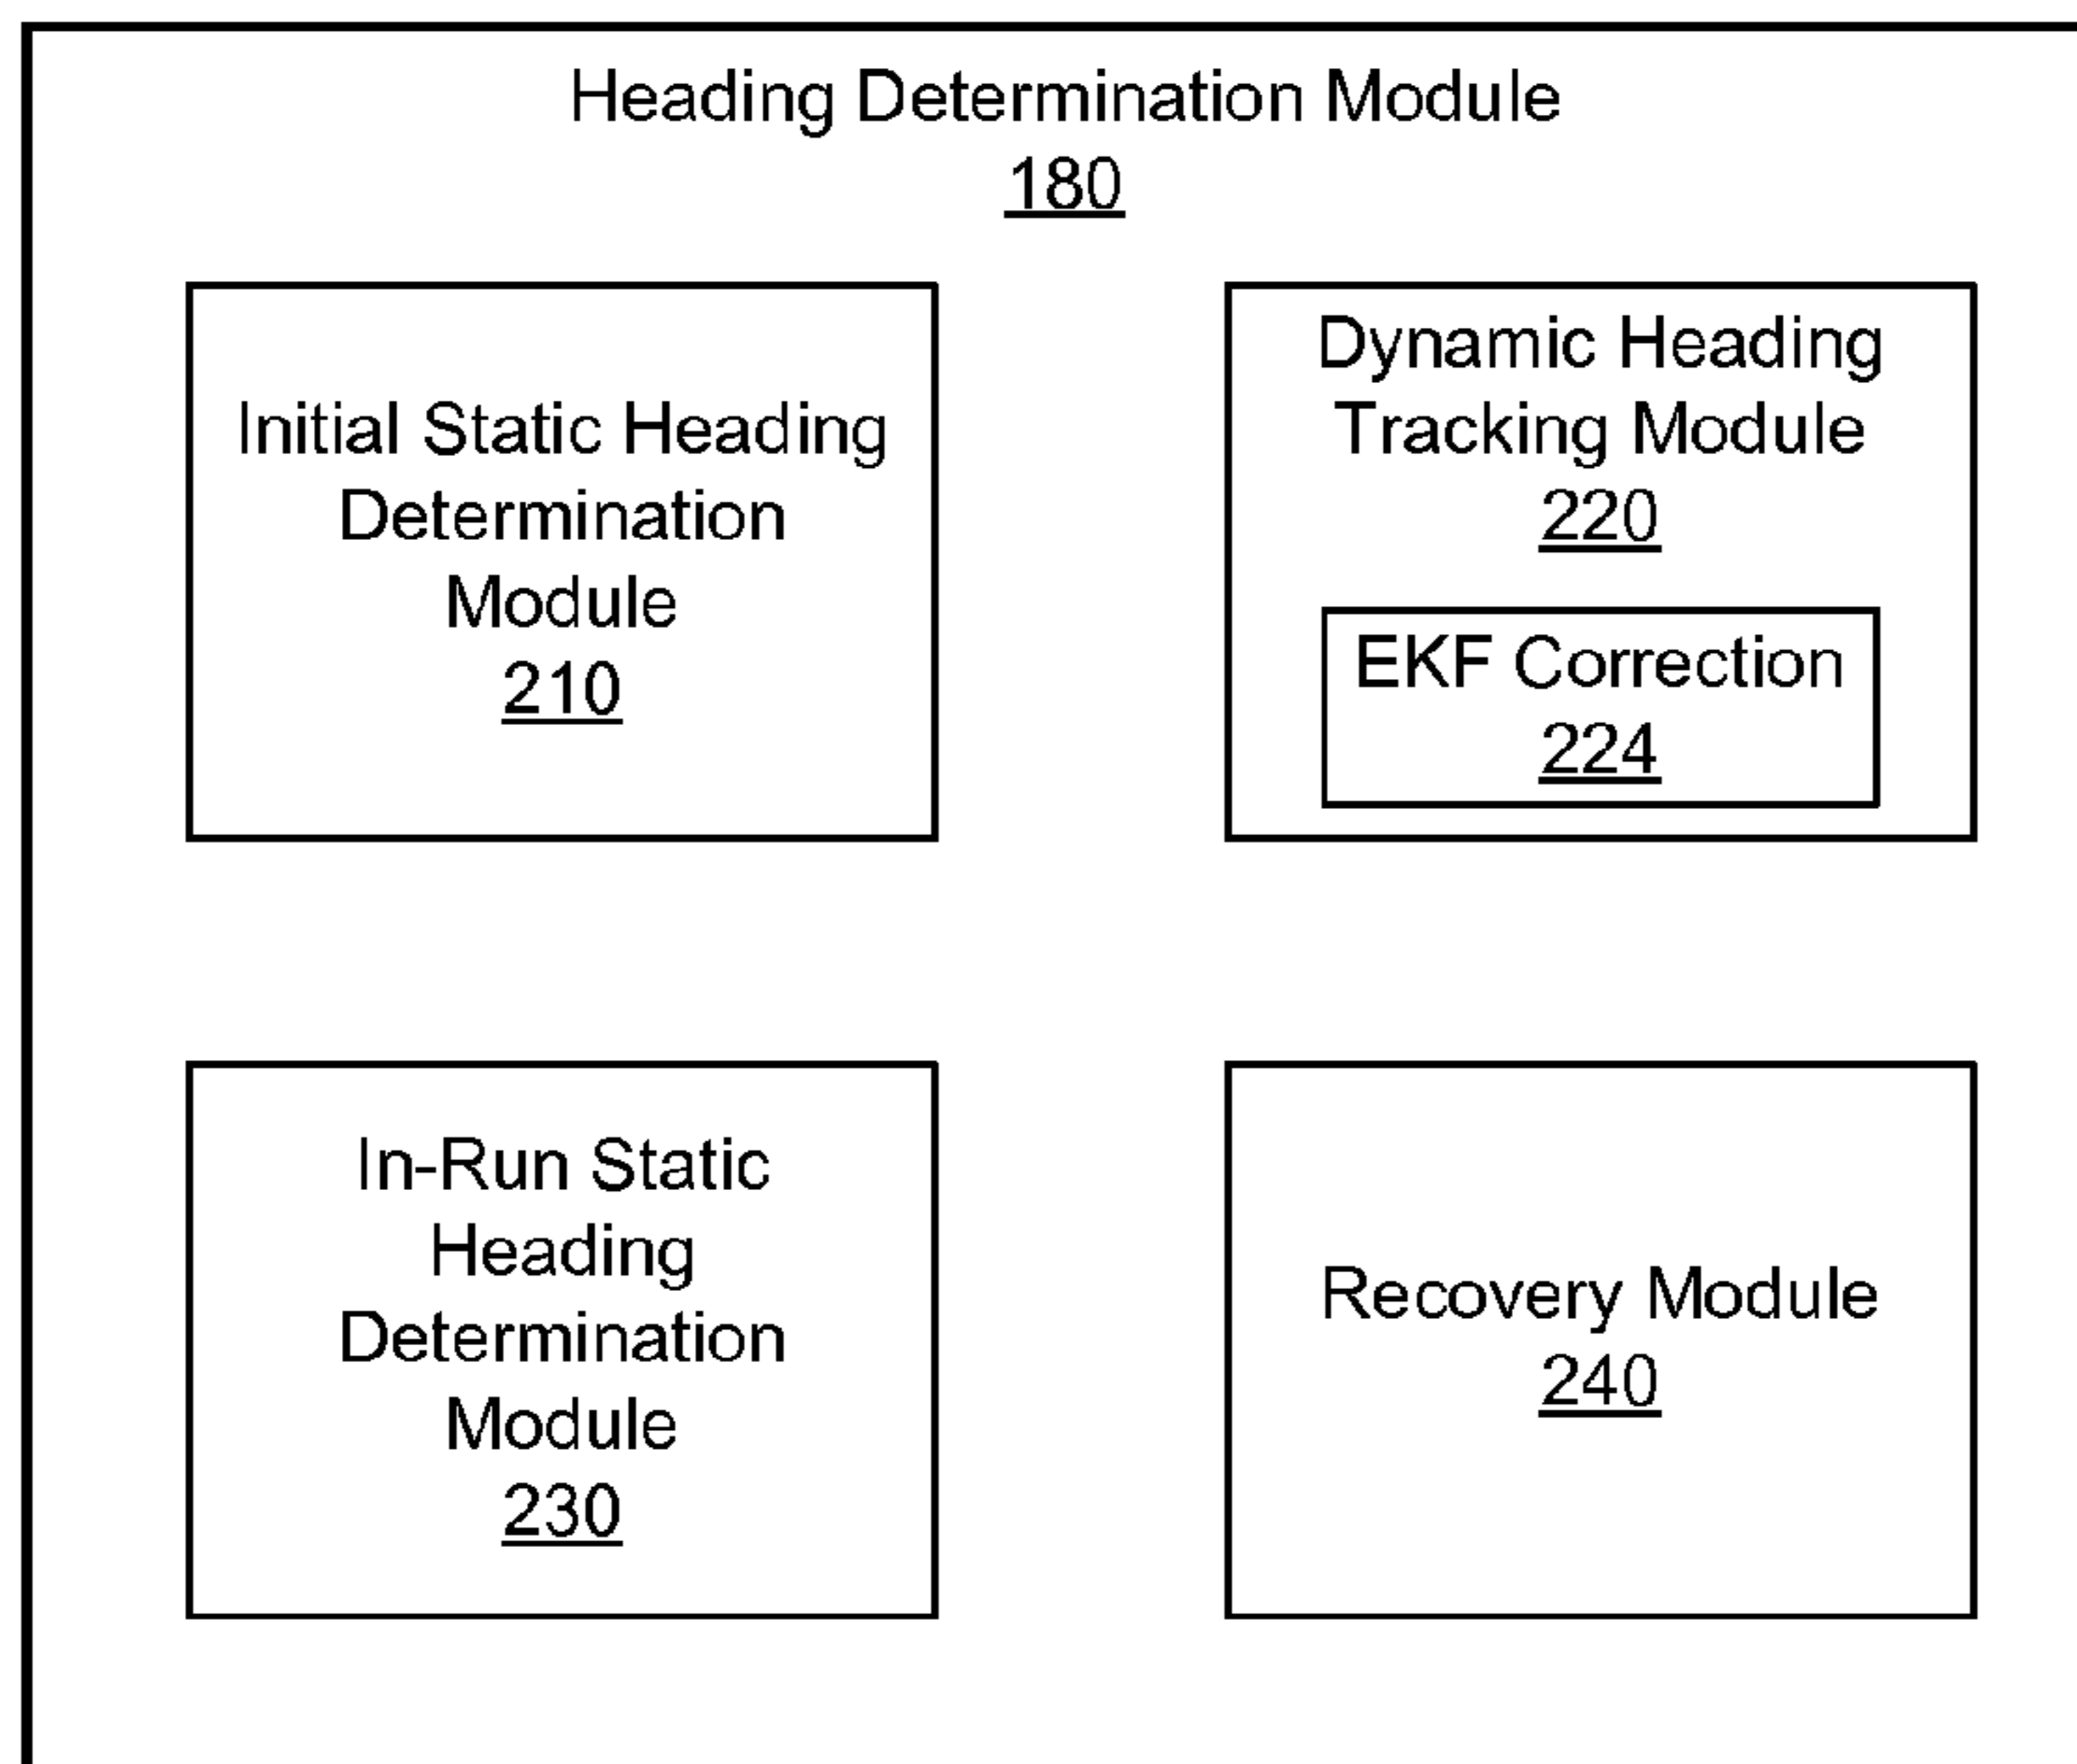 Heading Determination Module
180
Initial Static Heading
Determination
Module
210
Dynamic Heading
Tracking Module
220
EKF Correction
224
In-Run Static
Heading
Determination
Module
230
Recovery Module
240